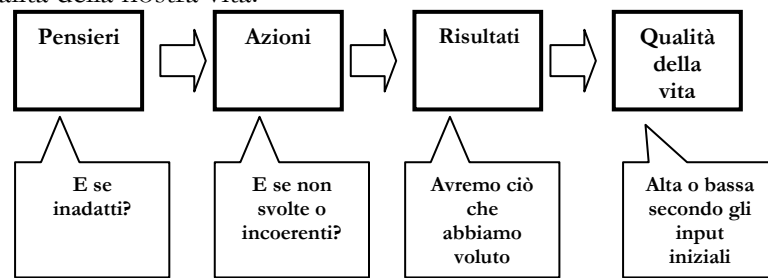 della nostra vita.
Pensieri
Azioni
Risultati
Qualità
della
vita
E se
inadatti?
E se non
svolte o
incoerenti?
Avremo ciò
che
abbiamo
voluto
Alta o bassa
secondo gli
input
iniziali